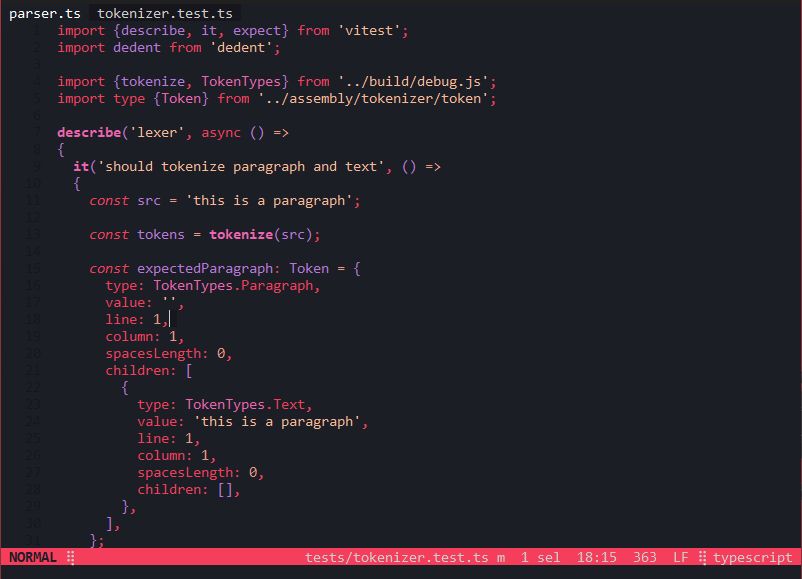 parser.ts tokenizer.test.ts
1 import {describe, it, expect} from 'vitest';
2 import dedent from 'dedent';
3
4 import {tokenize, TokenTypes} from '../build/debug.js';
5 import type {Token} from '../assembly/tokenizer/token';
6
7 describe('lexer', async () =>
8 {
9 it('should tokenize paragraph and text', () =>
10 {
11 const src = 'this is a paragraph';
12
13 const tokens = tokenize(src);
14
15 const expectedParagraph: Token = {
16 type: TokenTypes.Paragraph,
17 value: '',
18 line: 1,
19 column: 1,
20 spacesLength: 0,
21 children: [
22 {
23 type: TokenTypes.Text,
24 value: 'this is a paragraph',
25 line: 1,
26 column: 1,
27 spacesLength: 0,
28 children: [],
29 },
30 ],
31 };
NORMAL ⣿ tests/tokenizer.test.ts m 1 sel 18:15 363 LF ⣿ typescript